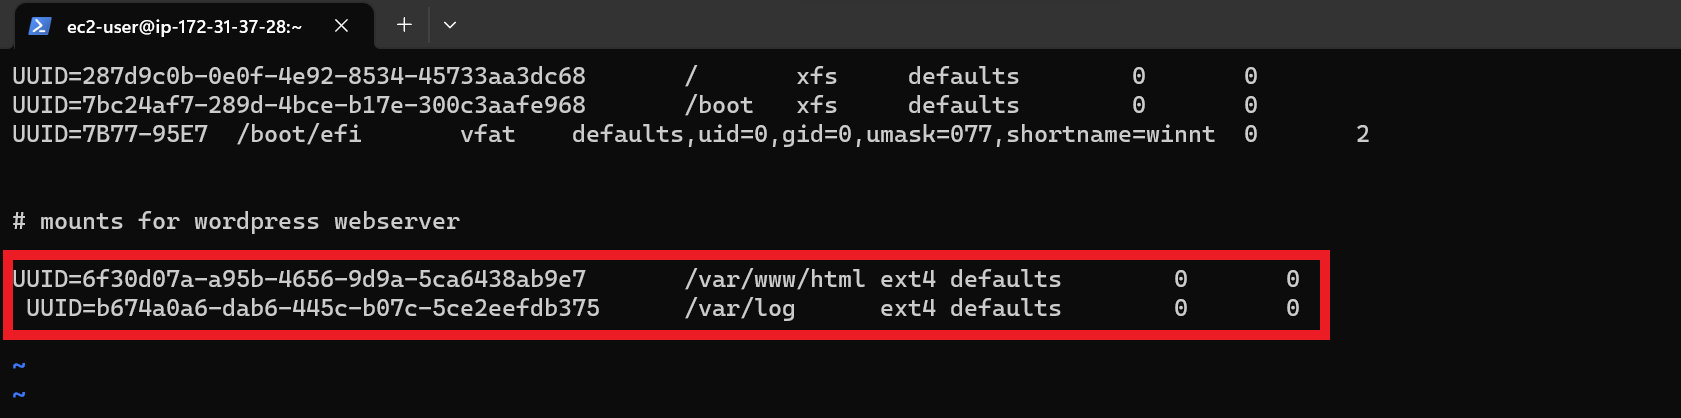 ec2-user@ip-172-31-37-28:~
UUID=287d9c0b-0e0f-4e92-8534-45733aa3dc68 / xfs defaults 0 0
UUID=7bc24af7-289d-4bce-b17e-300c3aafe968 /boot xfs defaults 0 0
UUID=7B77-95E7 /boot/efi vfat defaults,uid=0,gid=0,umask=077,shortname=winnt 0 2
# mounts for wordpress webserver
UUID=6f30d07a-a95b-4656-9d9a-5ca6438ab9e7 /var/www/html ext4 defaults 0 0
UUID=b674a0a6-dab6-445c-b07c-5ce2eefdb375 /var/log ext4 defaults 0 0
~
~